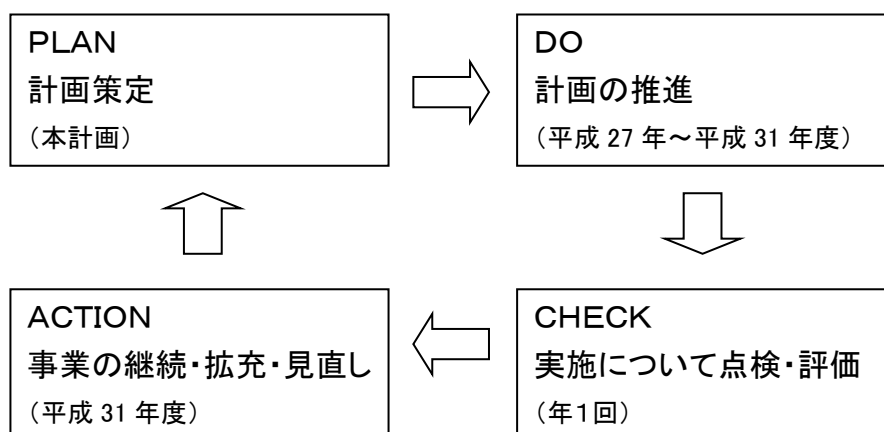 PLAN
計画策定
（本計画）
DO
計画の推進
（平成 27 年～平成 31 年度）
ACTION
事業の継続・拡充・見直し
（平成 31 年度）
CHECK
実施について点検・評価
（年１回）